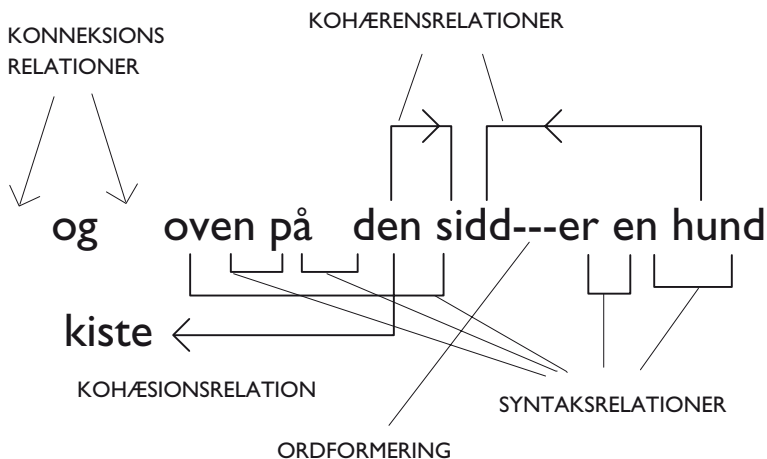 KOHÆRENSRELATIONER
KONNEKSIONS
RELATIONER
og oven på den sidd---er en hund
kiste
KOHÆSIONSRELATION
SYNTAKSRELATIONER
ORDFORMERING